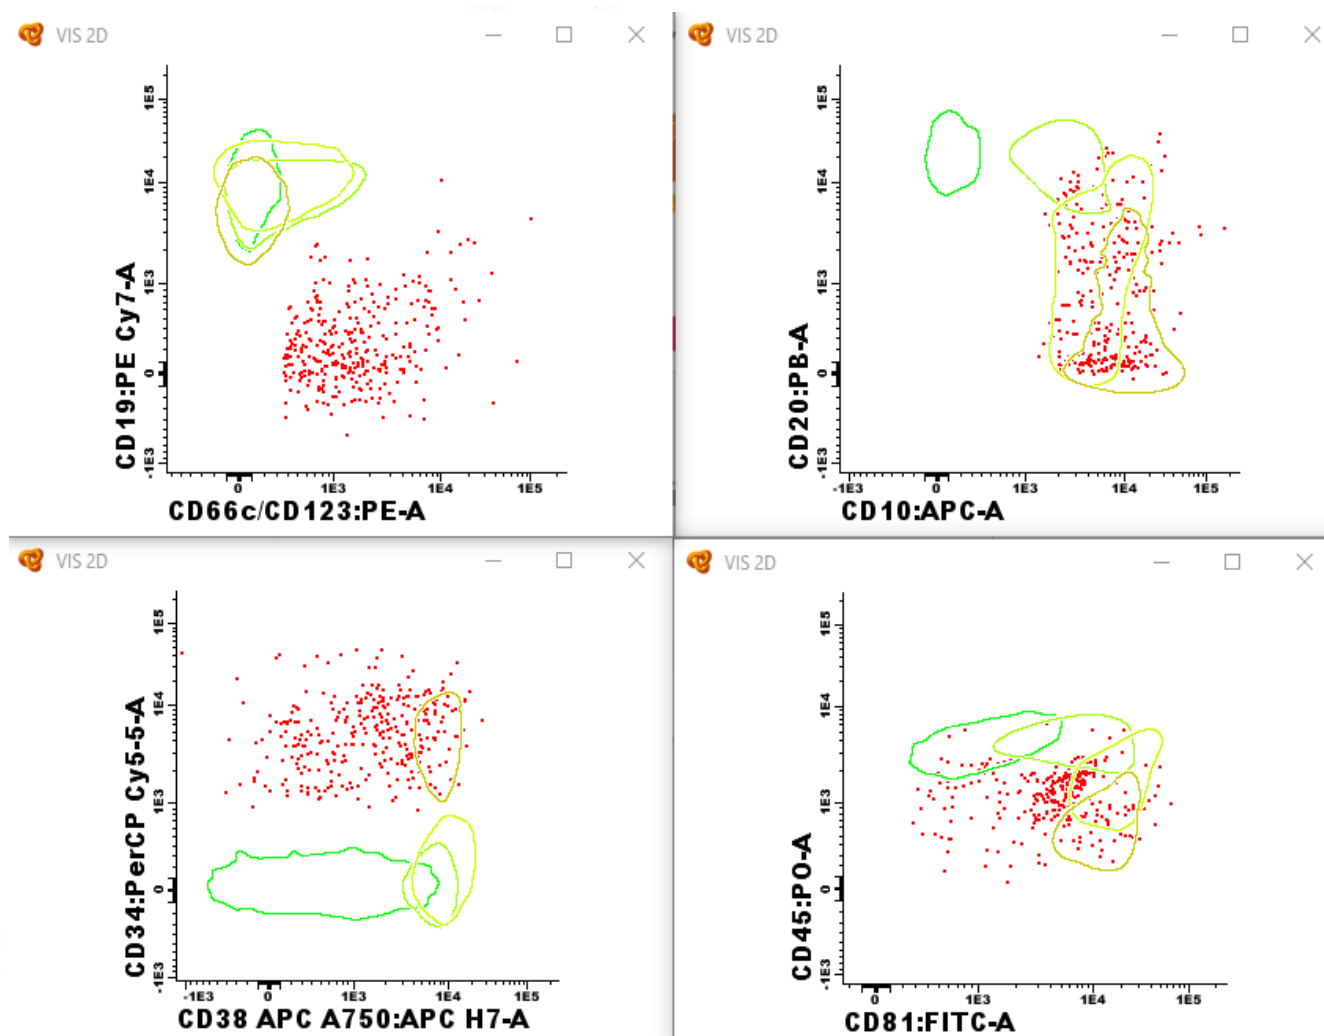 VIS 2D
VIS 2D
1E5
1E4
1E3
0
-1E3
CD19:PE Cy7-A
0
1E3
1E4
1E5
CD66c/CD123:PE-A
1E5
1E4
1E3
0
-1E3
CD20:PB-A
-1E3
0
1E3
1E4
1E5
CD10:APC-A
VIS 2D
VIS 2D
1E5
1E4
1E3
0
-1E3
CD34:PerCP Cy5-5-A
-1E3
0
1E3
1E4
1E5
CD38 APC A750:APC H7-A
1E5
1E4
1E3
0
-1E3
CD45:PO-A
0
1E3
1E4
1E5
CD81:FITC-A